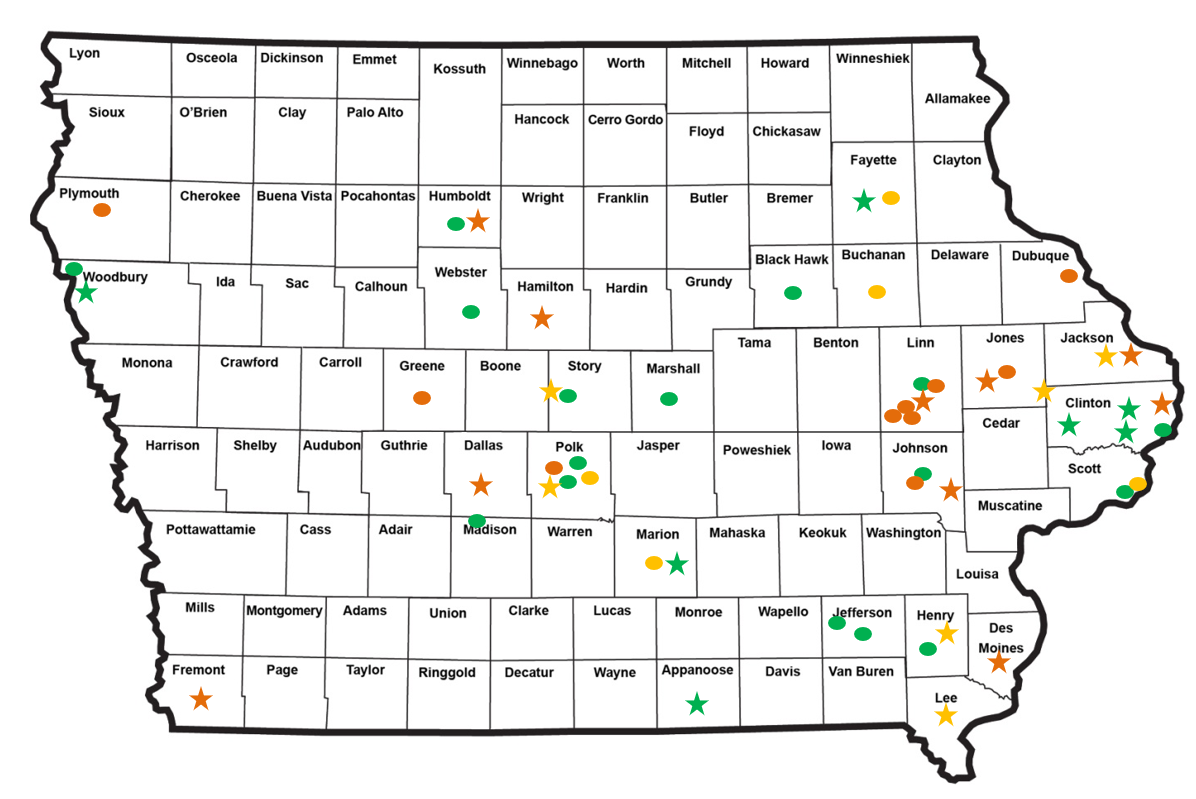 Lyon
Osceola
Dickinson
Emmet
Kossuth
Winnebago
Worth
Mitchell
Howard
Winneshiek
Allamakee
Sioux
O'Brien
Clay
Palo Alto
Hancock
Cerro Gordo
Floyd
Chickasaw
Fayette
Clayton
Plymouth
Cherokee
Buena Vista
Pocahontas
Humboldt
Wright
Franklin
Butler
Bremer
Black Hawk
Buchanan
Delaware
Dubuque
Woodbury
Ida
Sac
Calhoun
Webster
Hamilton
Hardin
Grundy
Tama
Benton
Linn
Jones
Jackson
Monona
Crawford
Carroll
Greene
Boone
Story
Marshall
Clinton
Cedar
Harrison
Shelby
Audubon
Guthrie
Dallas
Polk
Jasper
Poweshiek
Iowa
Johnson
Scott
Muscatine
Pottawattamie
Cass
Adair
Madison
Warren
Marion
Mahaska
Keokuk
Washington
Louisa
Mills
Montgomery
Adams
Union
Clarke
Lucas
Monroe
Wapello
Jefferson
Henry
Des
Moines
Fremont
Page
Taylor
Ringgold
Decatur
Wayne
Appanoose
Davis
Van Buren
Lee